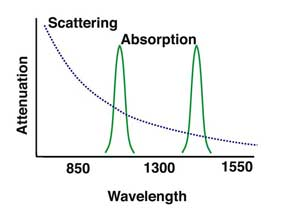 Scattering
Absorption
Attenuation
850 1300 1550
Wavelength